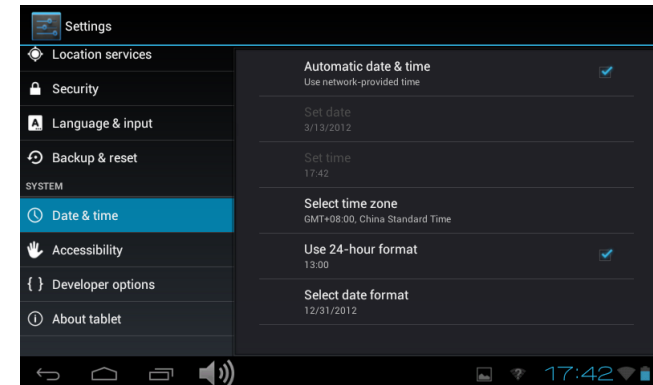 Settings
Location services
Security
A Language & input
Backup & reset
SYSTEM
Date & time
Accessibility
{ } Developer options
About tablet
Automatic date & time
Use network-provided time
Set date
3/13/2012
Set time
17:42
Select time zone
GMT+08:00, China Standard Time
Use 24-hour format
13:00
Select date format
12/31/2012
17:42